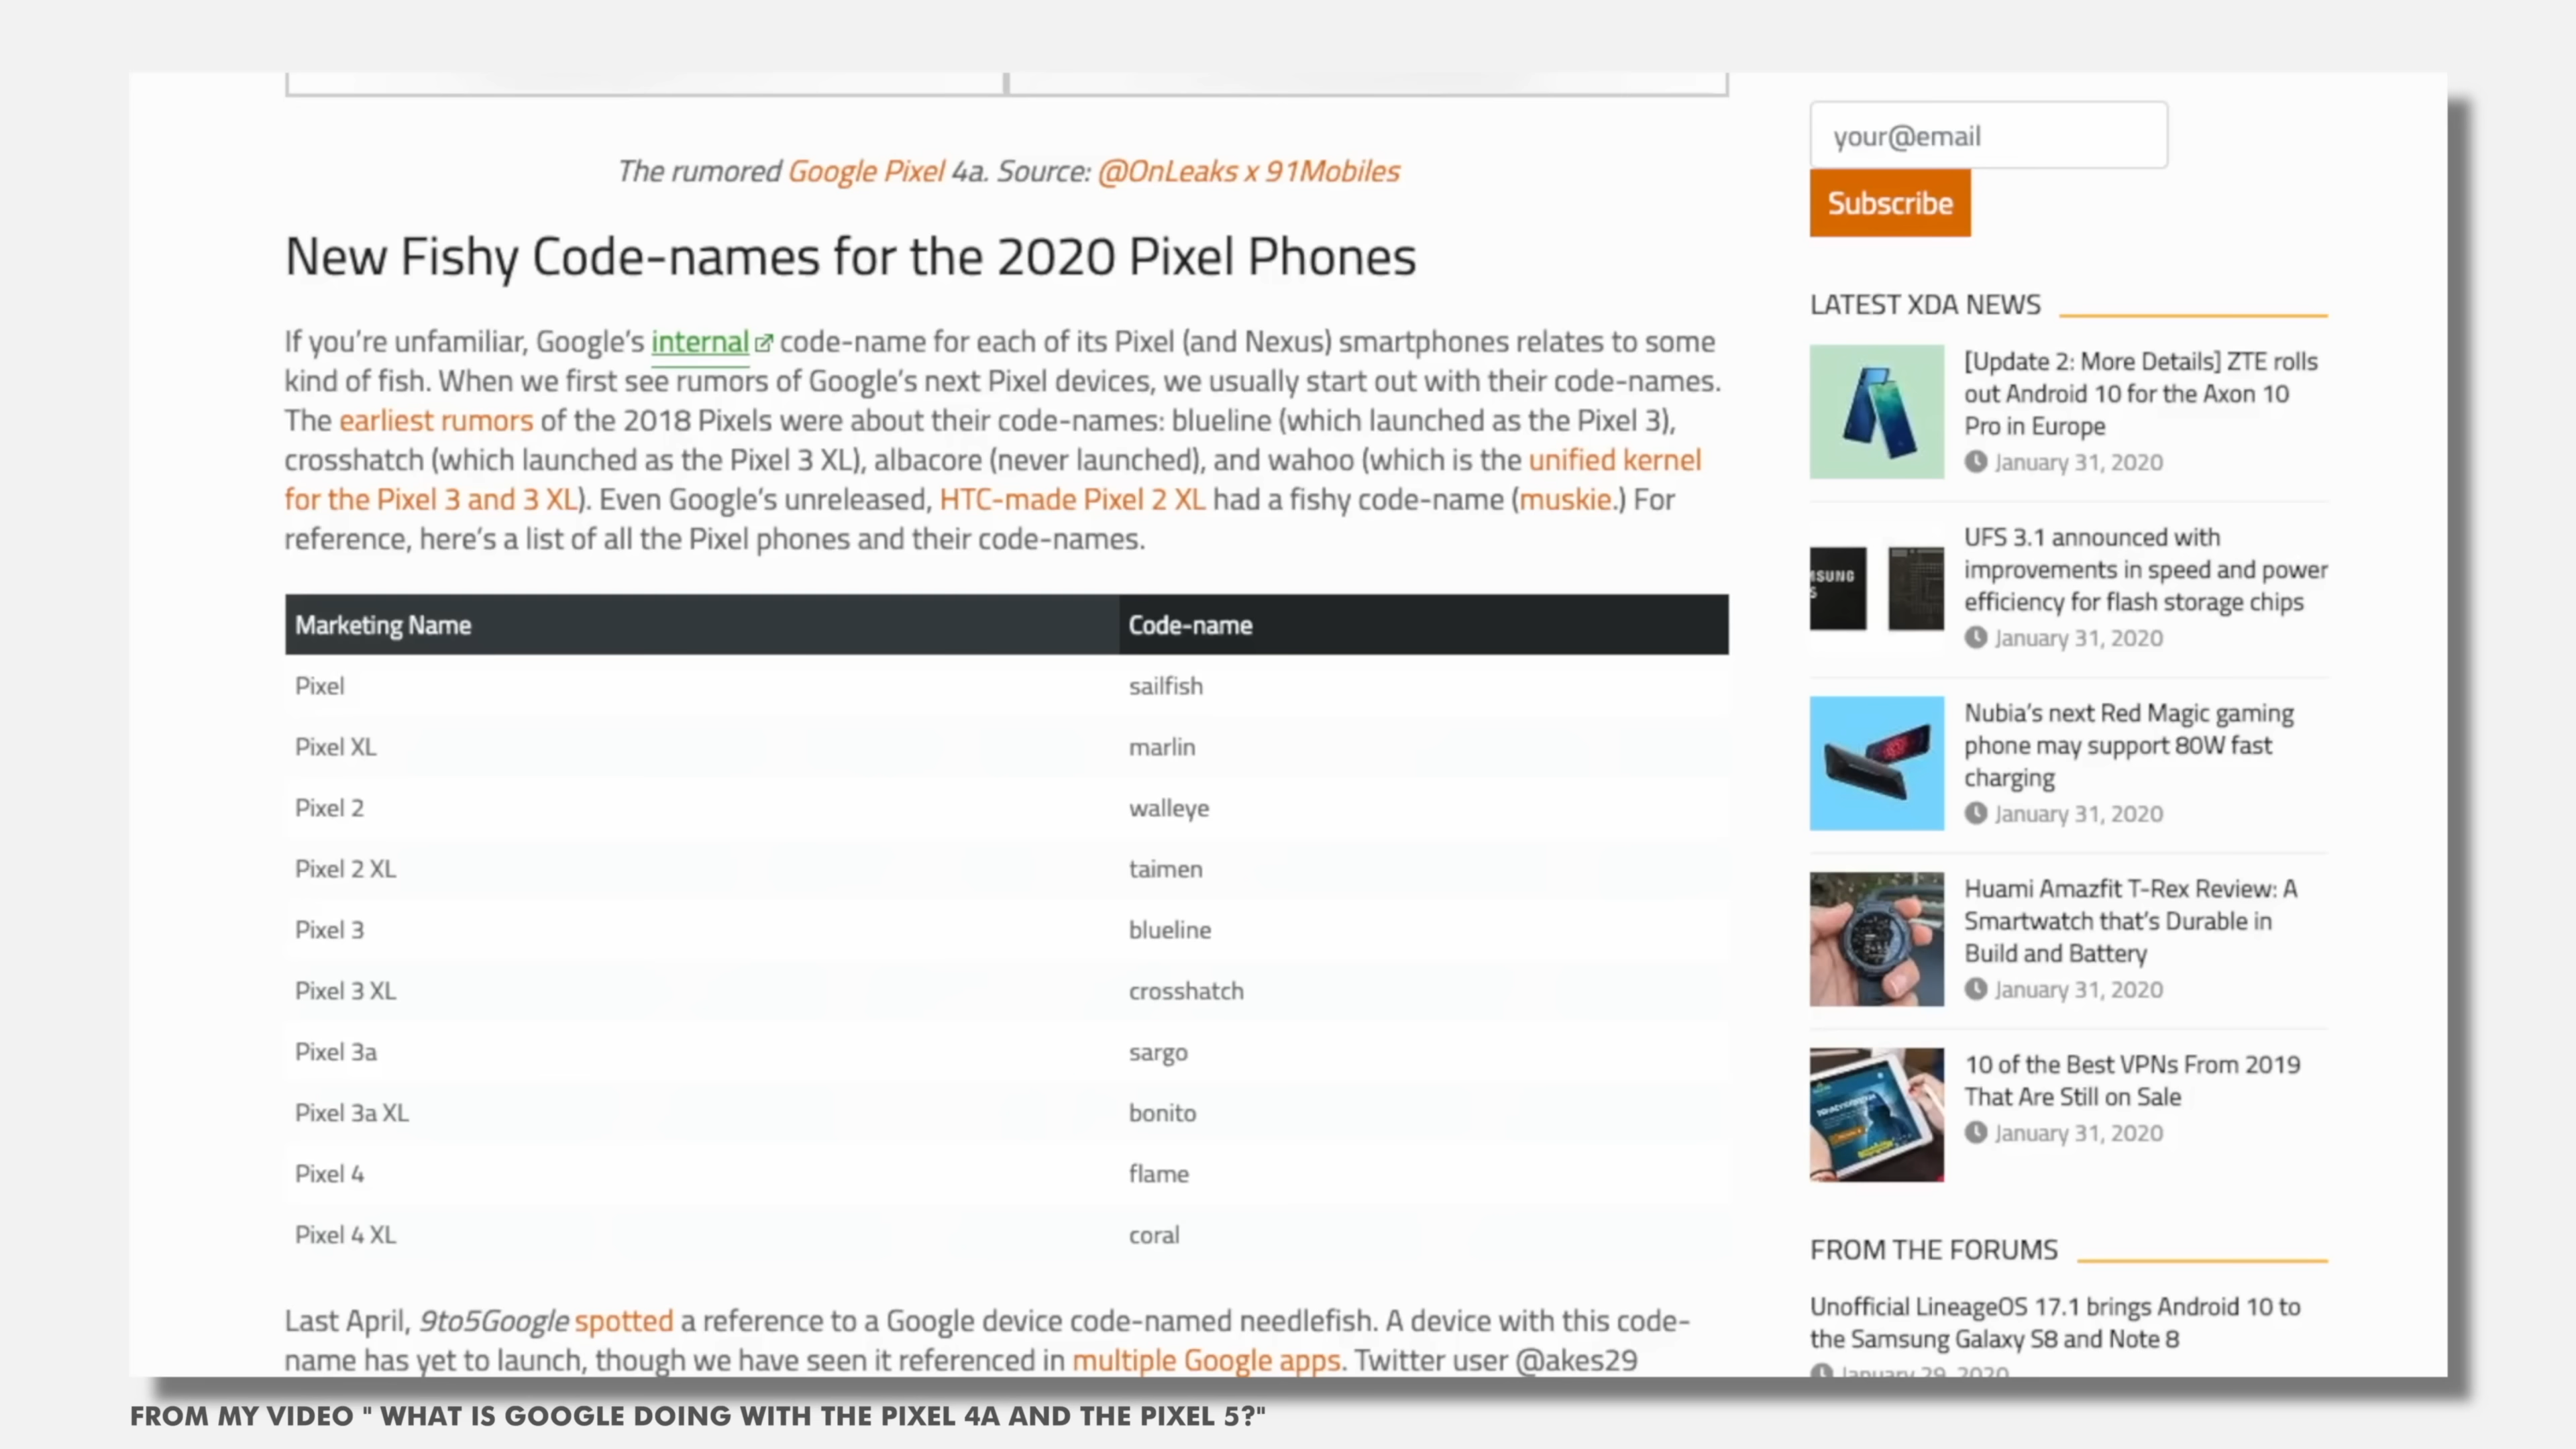 The rumored Google Pixel 4a. Source: @OnLeaks x 91Mobiles
New Fishy Code-names for the 2020 Pixel Phones
If you're unfamiliar, Google's internal code-name for each of its Pixel (and Nexus) smartphones relates to some
kind of fish. When we first see rumors of Google's next Pixel devices, we usually start out with their code-names.
The earliest rumors of the 2018 Pixels were about their code-names: blueline (which launched as the Pixel 3),
crosshatch (which launched as the Pixel 3 XL), albacore (never launched), and wahoo (which is the unified kernel
for the Pixel 3 and 3 XL). Even Google's unreleased, HTC-made Pixel 2 XL had a fishy code-name (muskie.) For
reference, here's a list of all the Pixel phones and their code-names.
Marketing Name Code-name
Pixel sailfish
Pixel XL marlin
Pixel 2 walleye
Pixel 2 XL taimen
Pixel 3 blueline
Pixel 3 XL crosshatch
Pixel 3a sargo
Pixel 3a XL bonito
Pixel 4 flame
Pixel 4 XL coral
Last April, 9to5Google spotted a reference to a Google device code-named needlefish. A device with this code-
name has yet to launch, though we have seen it referenced in multiple Google apps. Twitter user @akes29
your@email
Subscribe
LATEST XDA NEWS
[Update 2: More Details] ZTE rolls
out Android 10 for the Axon 10
Pro in Europe
January 31, 2020
UFS 3.1 announced with
improvements in speed and power
efficiency for flash storage chips
January 31, 2020
Nubia's next Red Magic gaming
phone may support 80W fast
charging
January 31, 2020
Huami Amazfit T-Rex Review: A
Smartwatch that's Durable in
Build and Battery
January 31, 2020
10 of the Best VPNs From 2019
That Are Still on Sale
January 31, 2020
FROM THE FORUMS
Unofficial LineageOS 17.1 brings Android 10 to
the Samsung Galaxy S8 and Note 8
January 29, 2020
FROM MY VIDEO " WHAT IS GOOGLE DOING WITH THE PIXEL 4A AND THE PIXEL 5?"